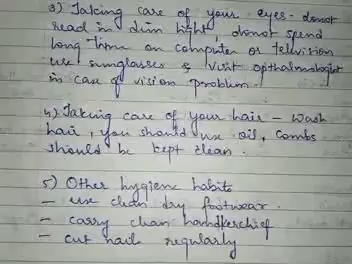 3) Taking care of your eyes - donot
read in dim light, donot spend
long time on computer or television
use sunglasses & visit opthalmologist
in case of vision problem.
4) Taking care of your hair - wash
hair, you should use oil, combs
should be kept clean.
5) Other hygiene habits
- use clean dry footwear.
- carry clean handkerchief
- cut nails regularly